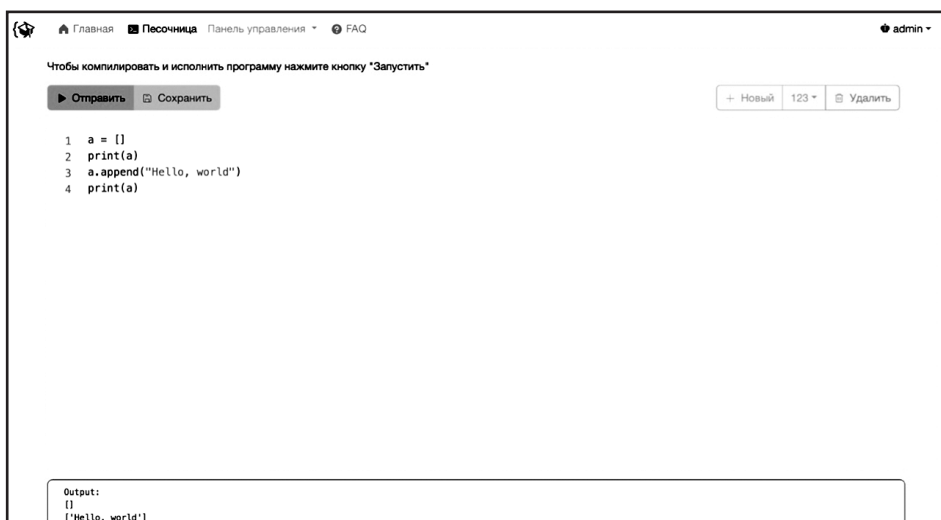 Главная Песочница Панель управления FAQ admin
Чтобы компилировать и исполнить программу нажмите кнопку "Запустить"
Отправить Сохранить + Новый 123 Удалить
1 a = []
2 print(a)
3 a.append("Hello, world")
4 print(a)
Output:
[]
['Hello, world']